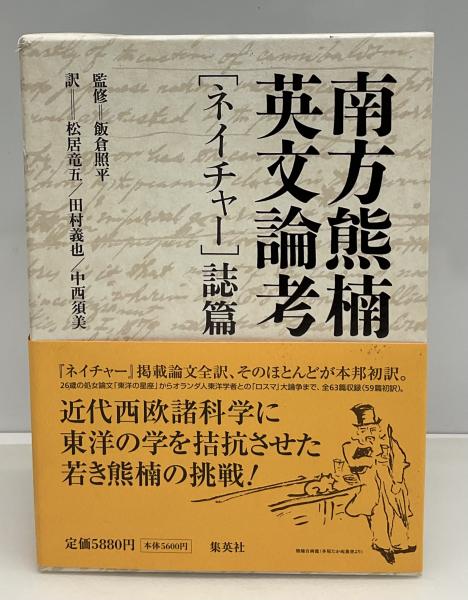 南方熊楠
英文論考
[ネイチャー]誌篇
監修=飯倉照平
訳=松居竜五/田村義也/中西須美
『ネイチャー』掲載論文全訳、そのほとんどが本邦初訳。
26歳の処女論文「東洋の星座」からオランダ人東洋学者との「ロスマ」大論争まで、全63篇収録(59篇初訳)。
近代西欧諸科学に
東洋の学を拮抗させた
若き熊楠の挑戦!
定価5880円
本体5600円
集英社